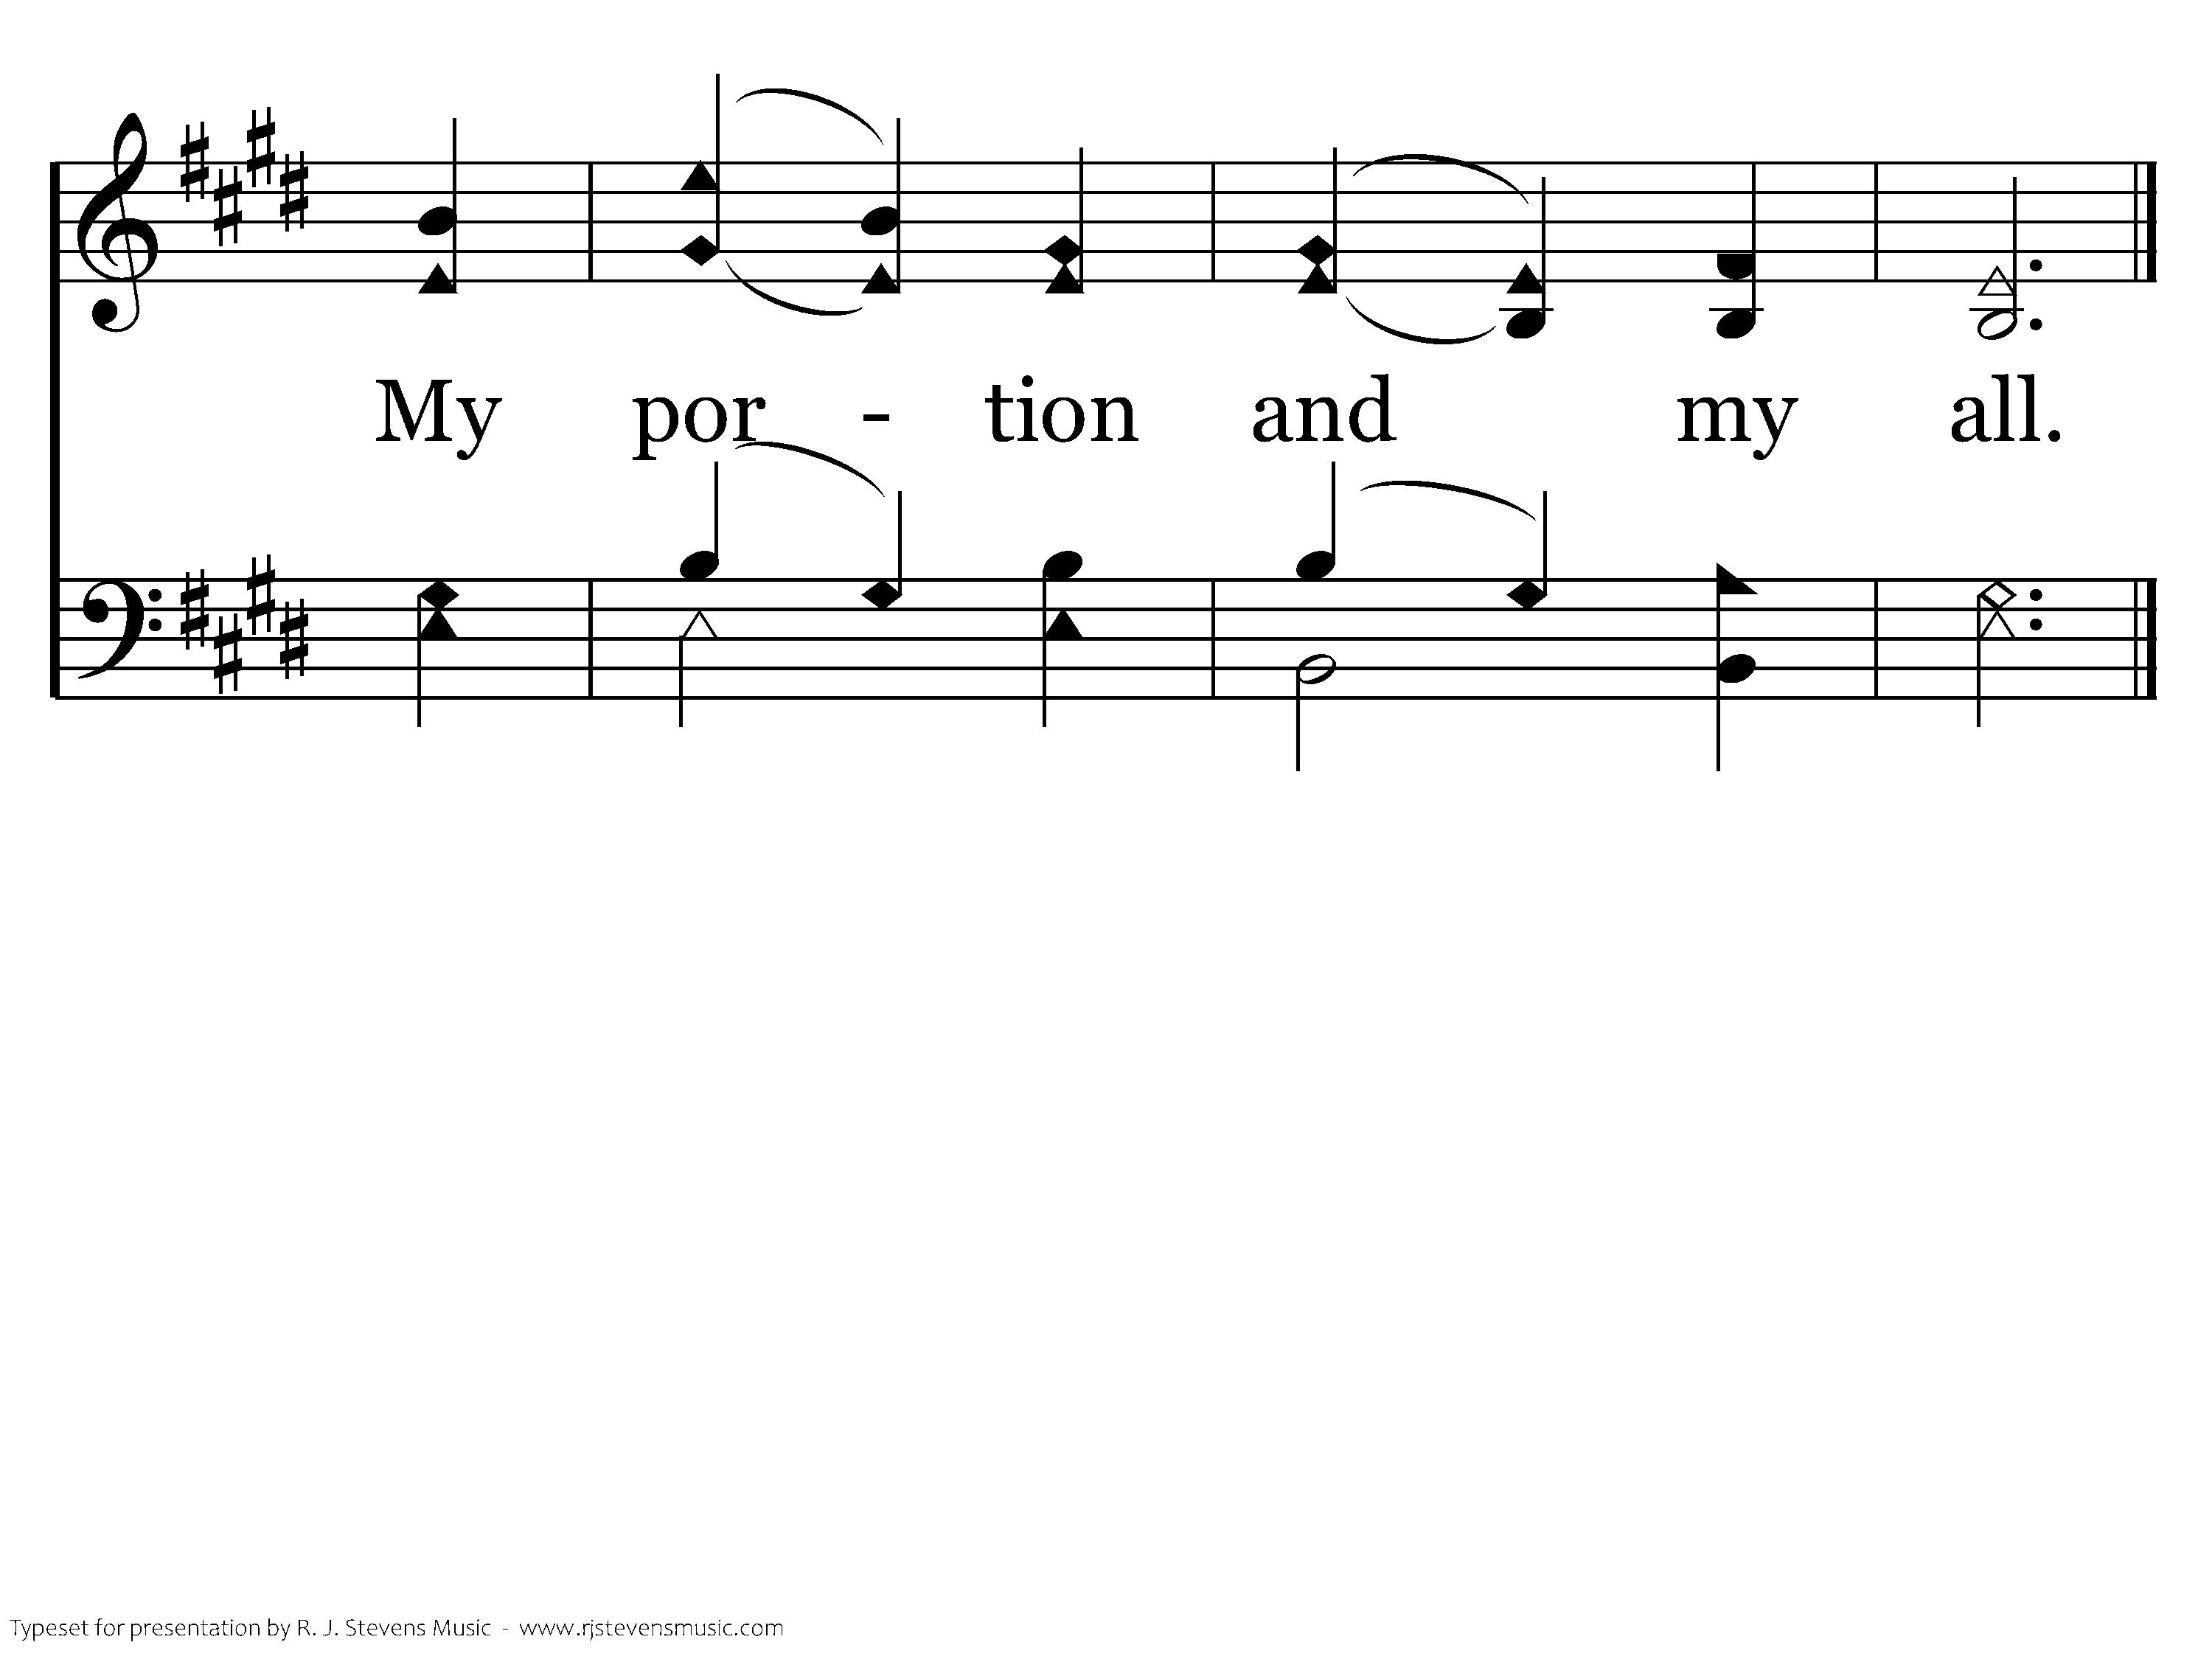 My por - tion and my all.
Typeset for presentation by R. J. Stevens Music - www.rjstevensmusic.com